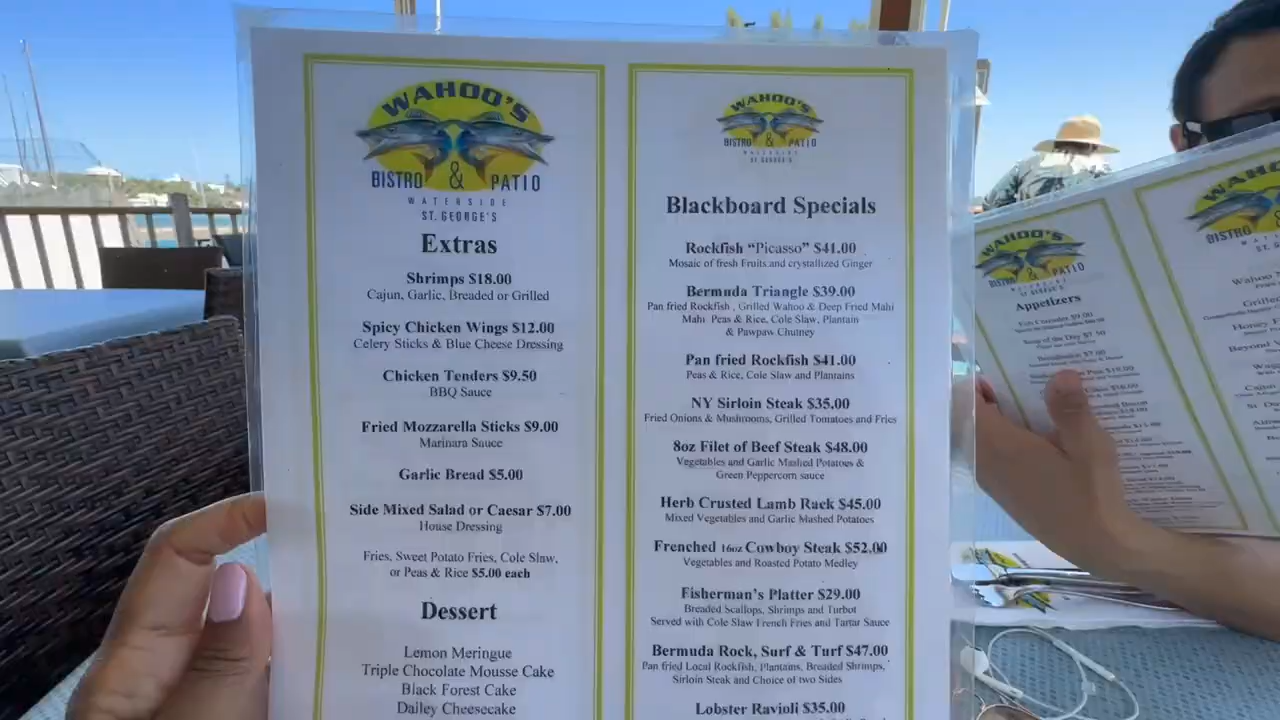 WAHOO'S
BISTRO & PATIO
WATERSIDE
ST. GEORGE'S
Extras
Shrimps $18.00
Cajun, Garlic, Breaded or Grilled
Spicy Chicken Wings $12.00
Celery Sticks & Blue Cheese Dressing
Chicken Tenders $9.50
BBQ Sauce
Fried Mozzarella Sticks $9.00
Marinara Sauce
Garlic Bread $5.00
Side Mixed Salad or Caesar $7.00
House Dressing
Fries, Sweet Potato Fries, Cole Slaw,
or Peas & Rice $5.00 each
Dessert
Lemon Meringue
Triple Chocolate Mousse Cake
Black Forest Cake
Dailey Cheesecake
WAHOO'S
BISTRO & PATIO
WATERSIDE
ST. GEORGE'S
Blackboard Specials
Rockfish "Picasso" $41.00
Mosaic of fresh Fruits and crystallized Ginger
Bermuda Triangle $39.00
Pan fried Rockfish , Grilled Wahoo & Deep Fried Mahi
Mahi Peas & Rice, Cole Slaw, Plantain
& Pawpaw Chutney
Pan fried Rockfish $41.00
Peas & Rice, Cole Slaw and Plantains
NY Sirloin Steak $35.00
Fried Onions & Mushrooms, Grilled Tomatoes and Fries
8oz Filet of Beef Steak $48.00
Vegetables and Garlic Mashed Potatoes &
Green Peppercorn sauce
Herb Crusted Lamb Rack $45.00
Mixed Vegetables and Garlic Mashed Potatoes
Frenched 16oz Cowboy Steak $52.00
Vegetables and Roasted Potato Medley
Fisherman's Platter $29.00
Breaded Scallops, Shrimps and Turbot
Served with Cole Slaw French Fries and Tartar Sauce
Bermuda Rock, Surf & Turf $47.00
Pan fried Local Rockfish, Plantains, Breaded Shrimps,
Sirloin Steak and Choice of two Sides
Lobster Ravioli $35.00
WAHOO'S
BISTRO & PATIO
Appetizers
Soup of the Day $7.50
BISTRO